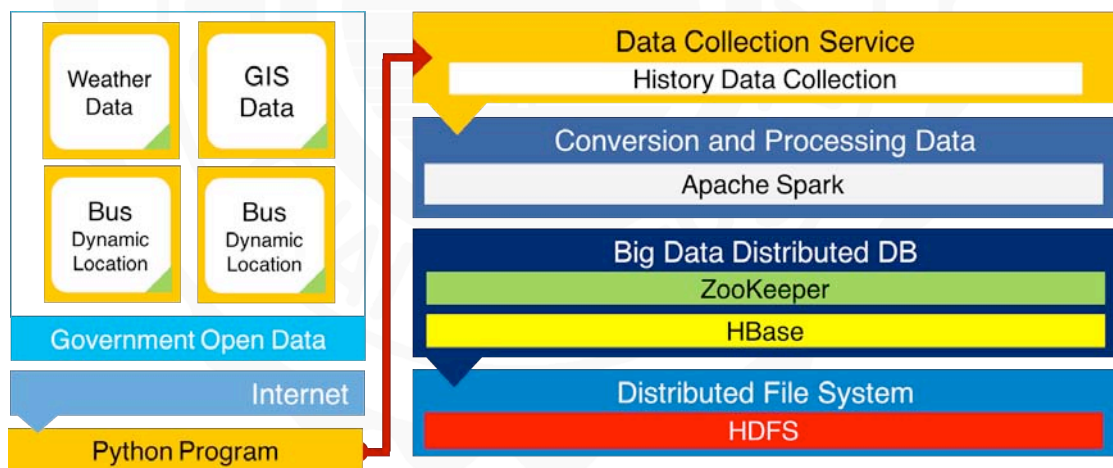 Weather
Data
GIS
Data
Bus
Dynamic
Location
Bus
Dynamic
Location
Government Open Data
Internet
Python Program
Data Collection Service
History Data Collection
Conversion and Processing Data
Apache Spark
Big Data Distributed DB
ZooKeeper
HBase
Distributed File System
HDFS